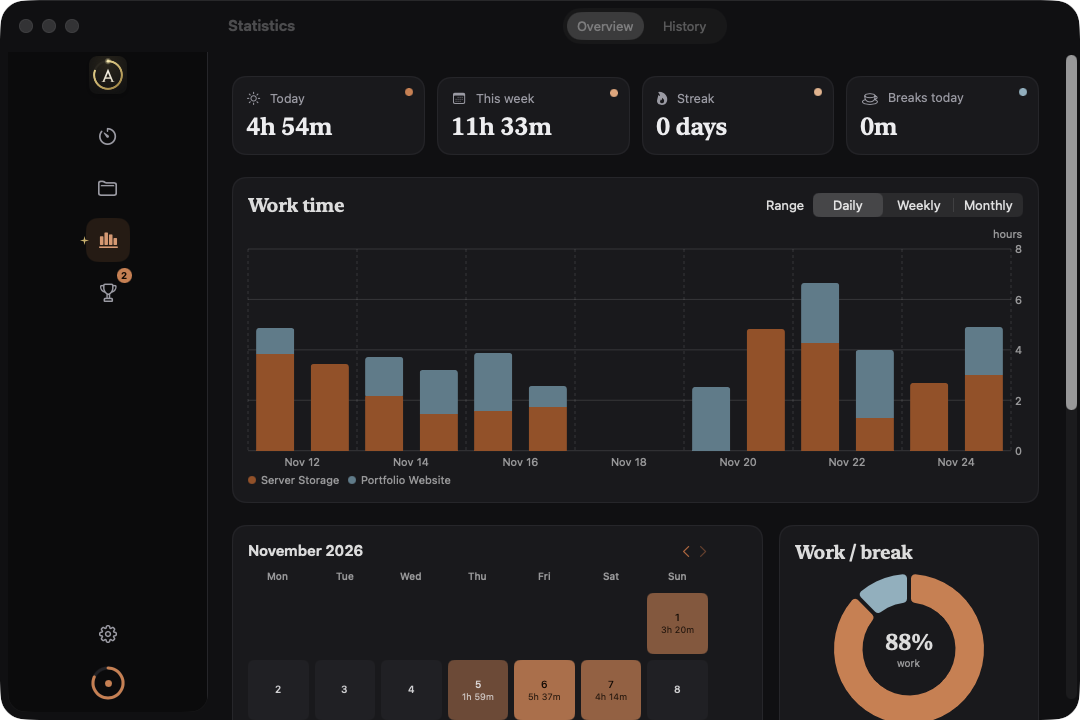 Statistics
Overview
History
A
2
Today
4h 54m
This week
11h 33m
Streak
0 days
Breaks today
0m
Work time
Range
Daily
Weekly
Monthly
hours
8
6
4
2
0
Nov 12
Nov 14
Nov 16
Nov 18
Nov 20
Nov 22
Nov 24
Server Storage
Portfolio Website
November 2026
Mon
Tue
Wed
Thu
Fri
Sat
Sun
1
3h 20m
2
3
4
5
1h 59m
6
5h 37m
7
4h 14m
8
Work / break
88%
work